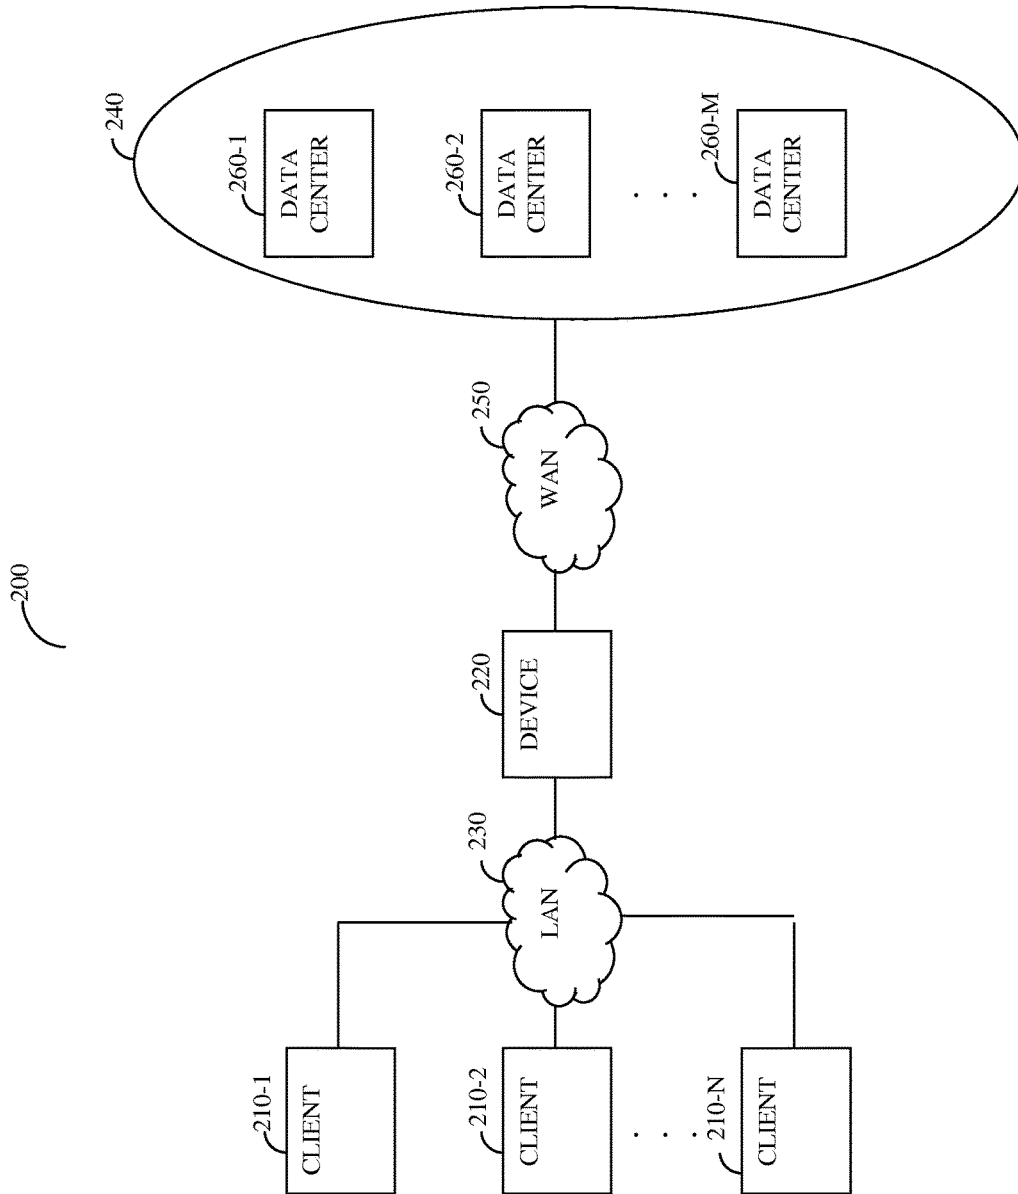 200
210-1
CLIENT
210-2
CLIENT
. . .
210-N
CLIENT
230
LAN
220
DEVICE
250
WAN
240
260-1
DATA
CENTER
260-2
DATA
CENTER
. . .
260-M
DATA
CENTER